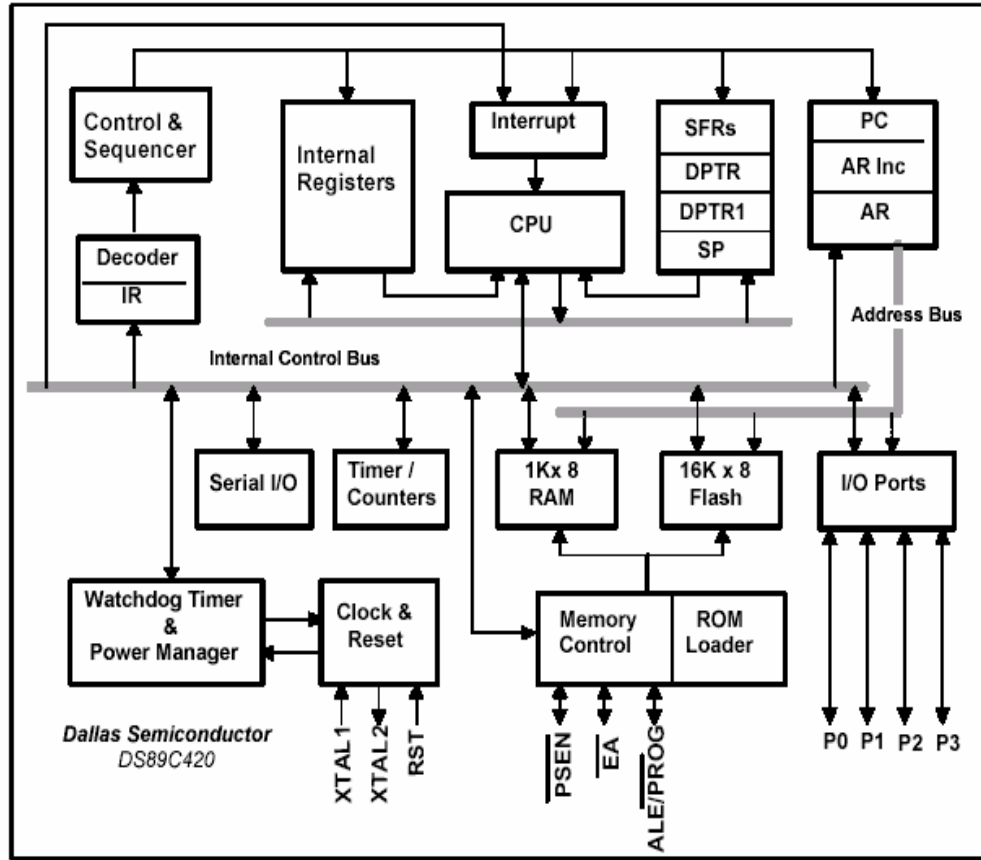 Control &
Sequencer
Internal
Registers
Interrupt
SFRs
DPTR
DPTR1
SP
PC
AR Inc
AR
CPU
Decoder
IR
Address Bus
Internal Control Bus
Serial I/O
Timer /
Counters
1Kx 8
RAM
16K x 8
Flash
I/O Ports
Watchdog Timer
&
Power Manager
Clock &
Reset
Memory
Control
ROM
Loader
Dallas Semiconductor
DS89C420
XTAL1
XTAL2
RST
PSEN
EA
ALE/PROG
P0
P1
P2
P3